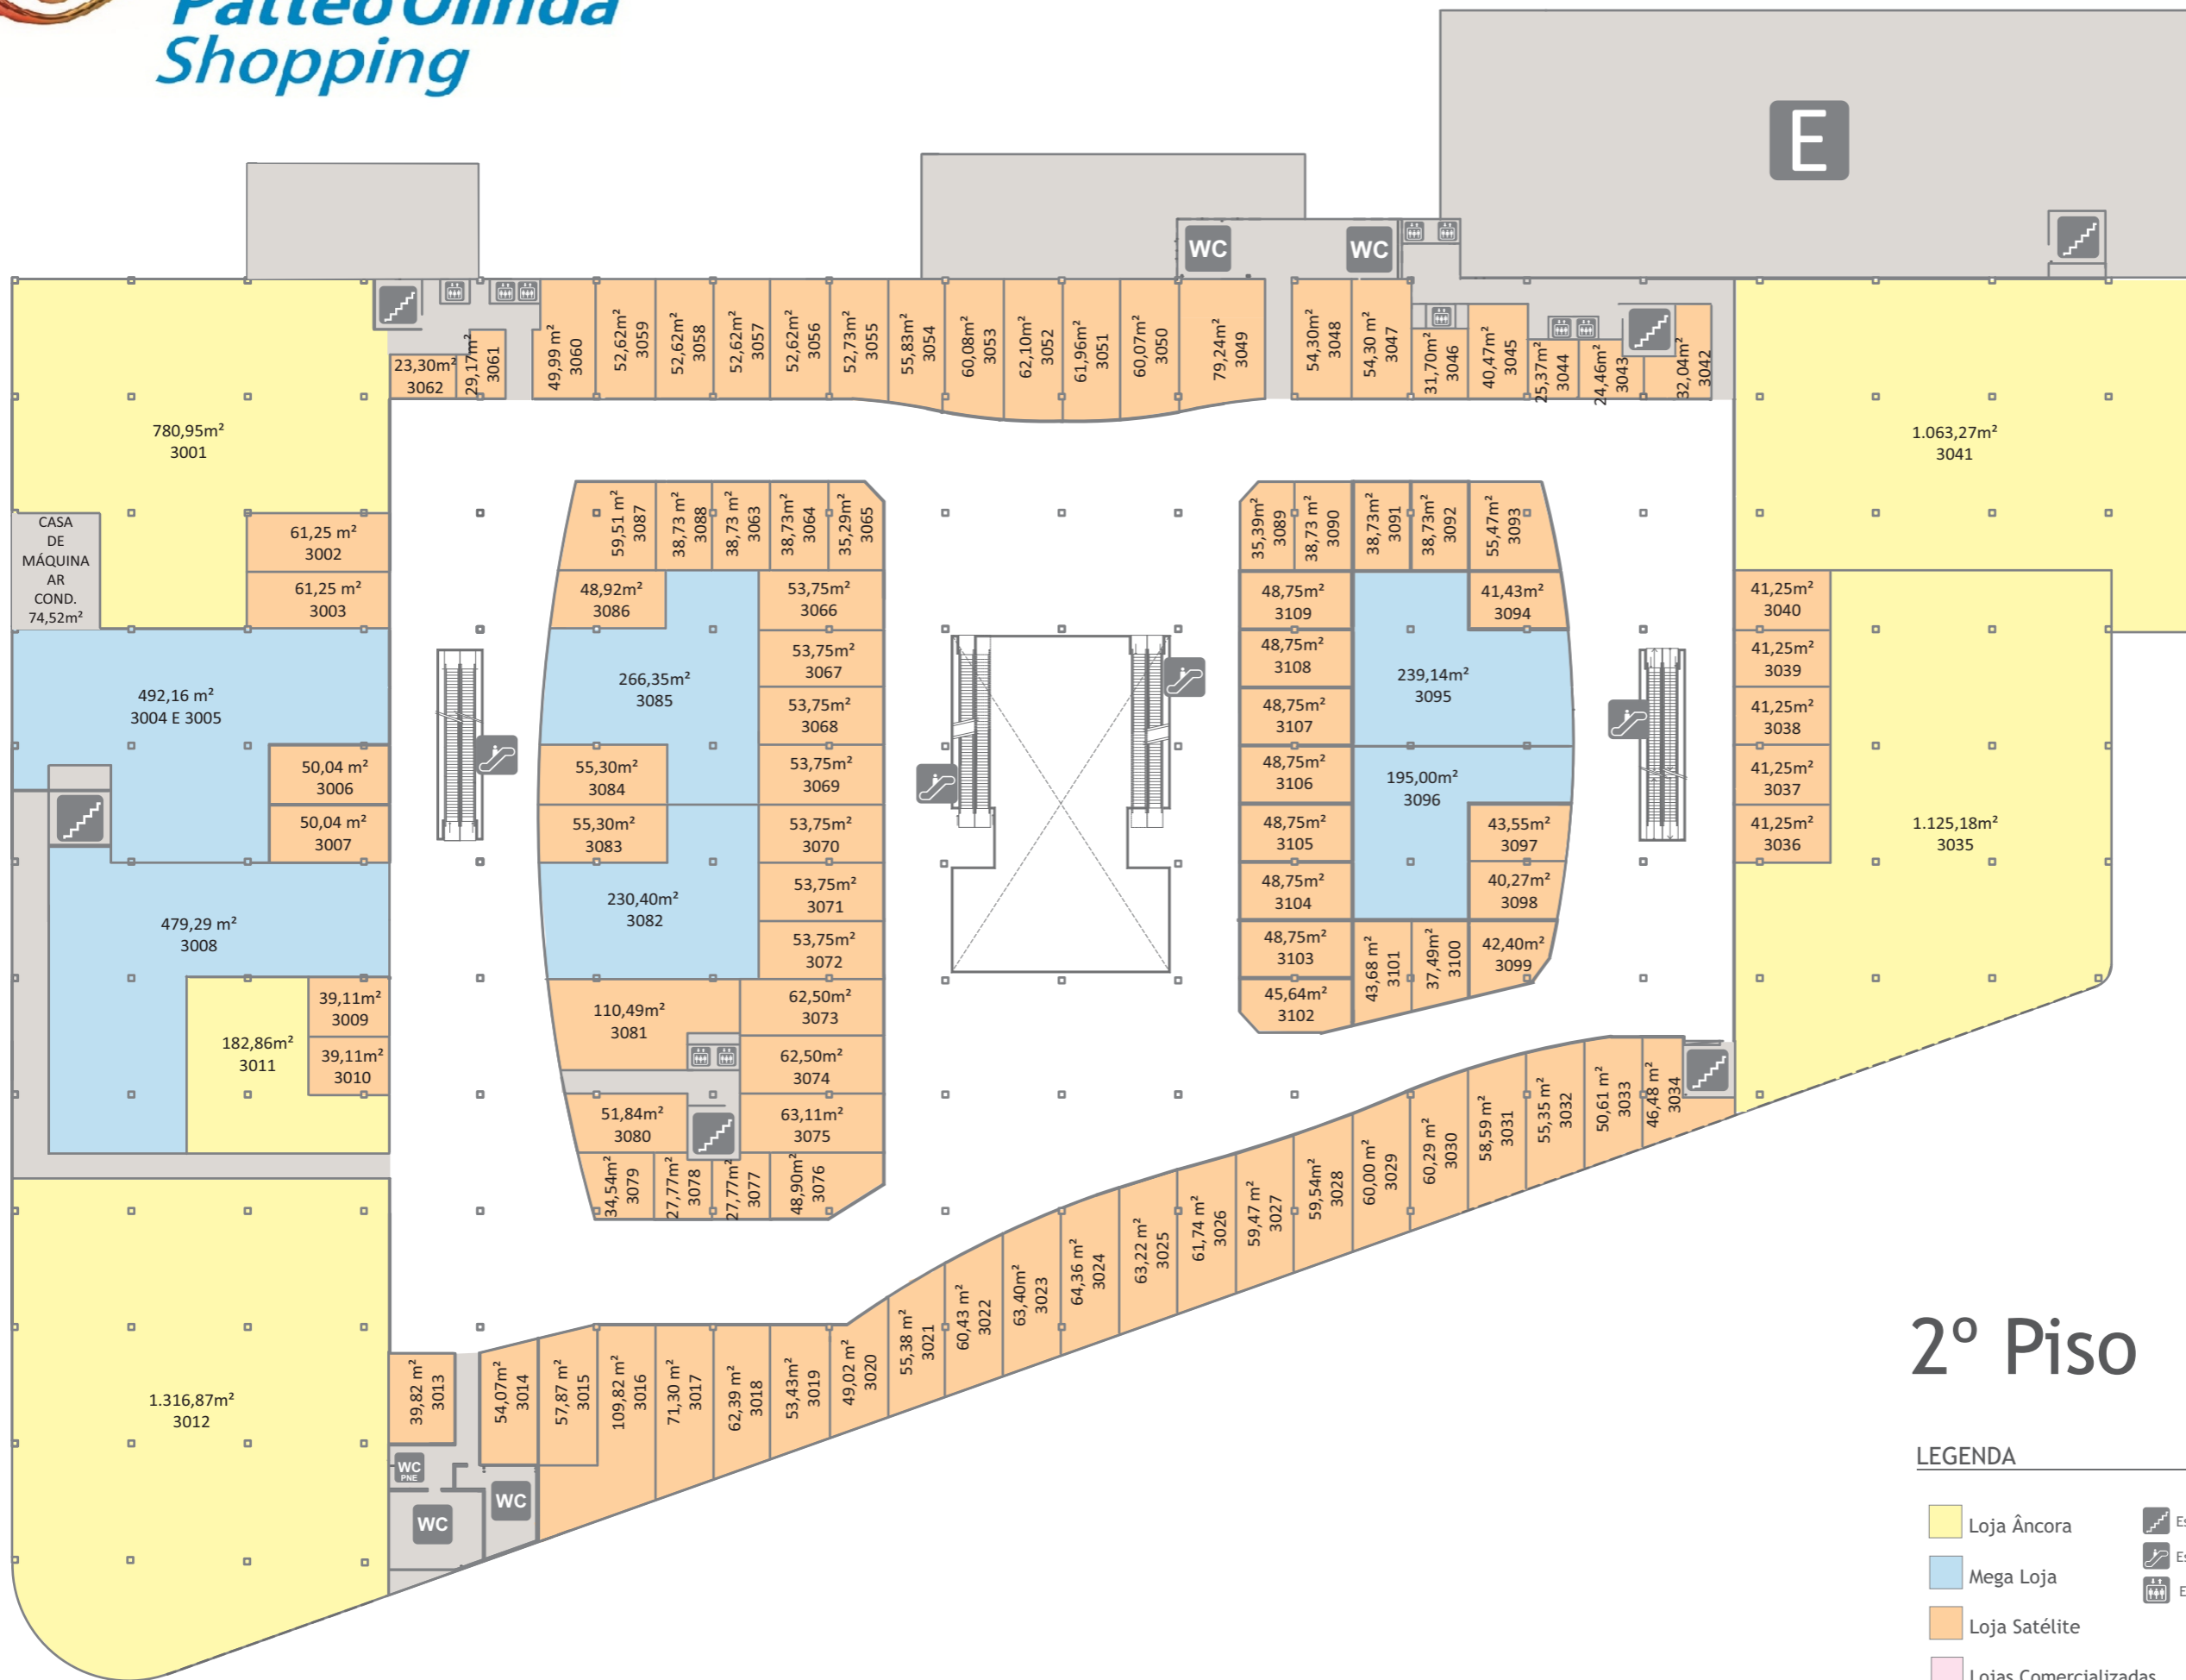 Patteo Olinda
Shopping
E
WC
WC
780,95m²
3001
CASA
DE
MÁQUINA
AR
COND.
74,52m²
61,25 m²
3002
61,25 m²
3003
492,16 m²
3004 E 3005
50,04 m²
3006
50,04 m²
3007
479,29 m²
3008
39,11m²
3009
39,11m²
3010
182,86m²
3011
1.316,87m²
3012
23,30m²
3062
29,17m²
3061
49,99 m²
3060
52,62m²
3059
52,62m²
3058
52,62m²
3057
52,62m²
3056
52,73m²
3055
55,83m²
3054
60,08m²
3053
62,10m²
3052
61,96m²
3051
60,07m²
3050
79,24m²
3049
54,30m²
3048
54,30 m²
3047
31,70m²
3046
40,47m²
3045
25,37m²
3044
24,46m²
3043
32,04m²
3042
1.063,27m²
3041
59,51 m²
3087
38,73 m²
3088
38,73 m²
3063
38,73m²
3064
35,29m²
3065
48,92m²
3086
53,75m²
3066
266,35m²
3085
53,75m²
3067
53,75m²
3068
55,30m²
3084
53,75m²
3069
55,30m²
3083
53,75m²
3070
230,40m²
3082
53,75m²
3071
53,75m²
3072
110,49m²
3081
62,50m²
3073
62,50m²
3074
51,84m²
3080
63,11m²
3075
34,54m²
3079
27,77m²
3078
27,77m²
3077
48,90m²
3076
35,39m²
3089
38,73 m²
3090
38,73m²
3091
38,73m²
3092
55,47m²
3093
48,75m²
3109
41,43m²
3094
48,75m²
3108
239,14m²
3095
48,75m²
3107
48,75m²
3106
195,00m²
3096
48,75m²
3105
43,55m²
3097
48,75m²
3104
40,27m²
3098
48,75m²
3103
43,68 m²
3101
37,49m²
3100
42,40m²
3099
45,64m²
3102
41,25m²
3040
41,25m²
3039
41,25m²
3038
41,25m²
3037
41,25m²
3036
1.125,18m²
3035
39,82 m²
3013
54,07m²
3014
57,87 m²
3015
109,82 m²
3016
71,30 m²
3017
62,39 m²
3018
53,43m²
3019
49,02 m²
3020
55,38 m²
3021
60,43 m²
3022
63,40m²
3023
64,36 m²
3024
63,22 m²
3025
61,74 m²
3026
59,47 m²
3027
59,54m²
3028
60,00 m²
3029
60,29 m²
3030
58,59 m²
3031
55,35 m²
3032
50,61 m²
3033
46,48 m²
3034
WC
PNE
WC
WC
2º Piso
LEGENDA
Loja Âncora
Mega Loja
Loja Satélite
Lojas Comercializadas